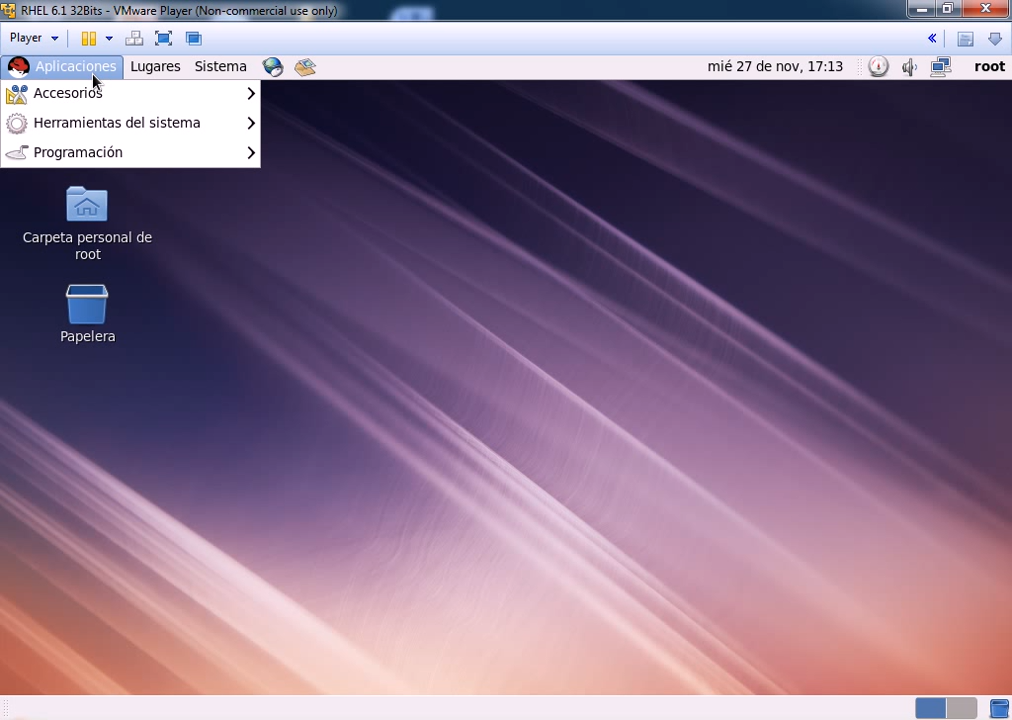 RHEL 6.1 32Bits - VMware Player (Non-commercial use only)
Player
Aplicaciones Lugares Sistema mié 27 de nov, 17:13 root
Accesorios
Herramientas del sistema
Programación
Carpeta personal de
root
Papelera